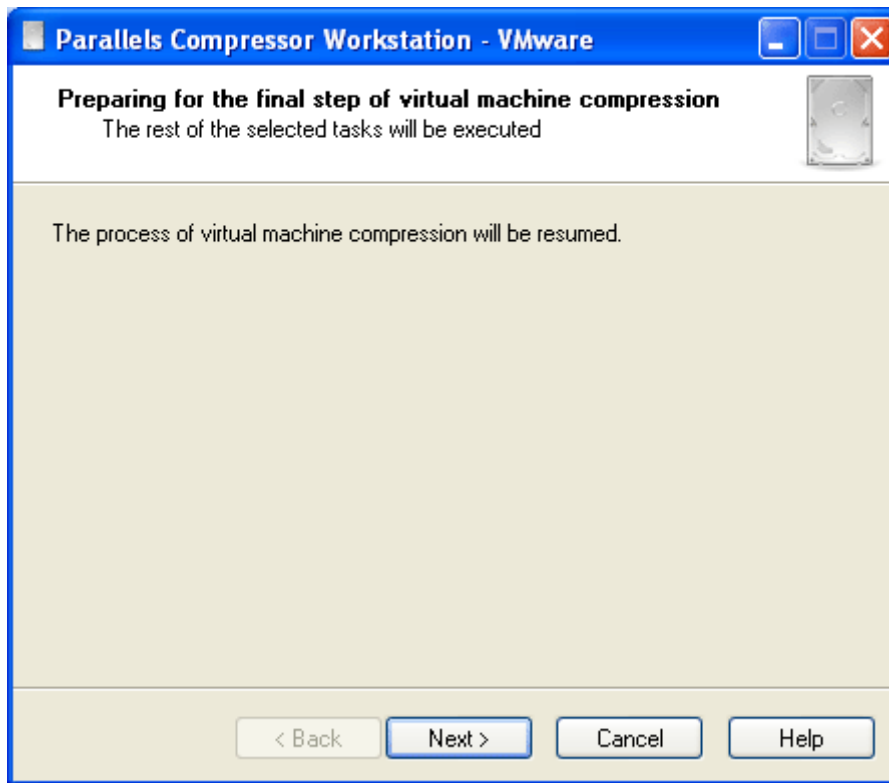 Parallels Compressor Workstation - VMware
Preparing for the final step of virtual machine compression
The rest of the selected tasks will be executed
The process of virtual machine compression will be resumed.
< Back
Next >
Cancel
Help